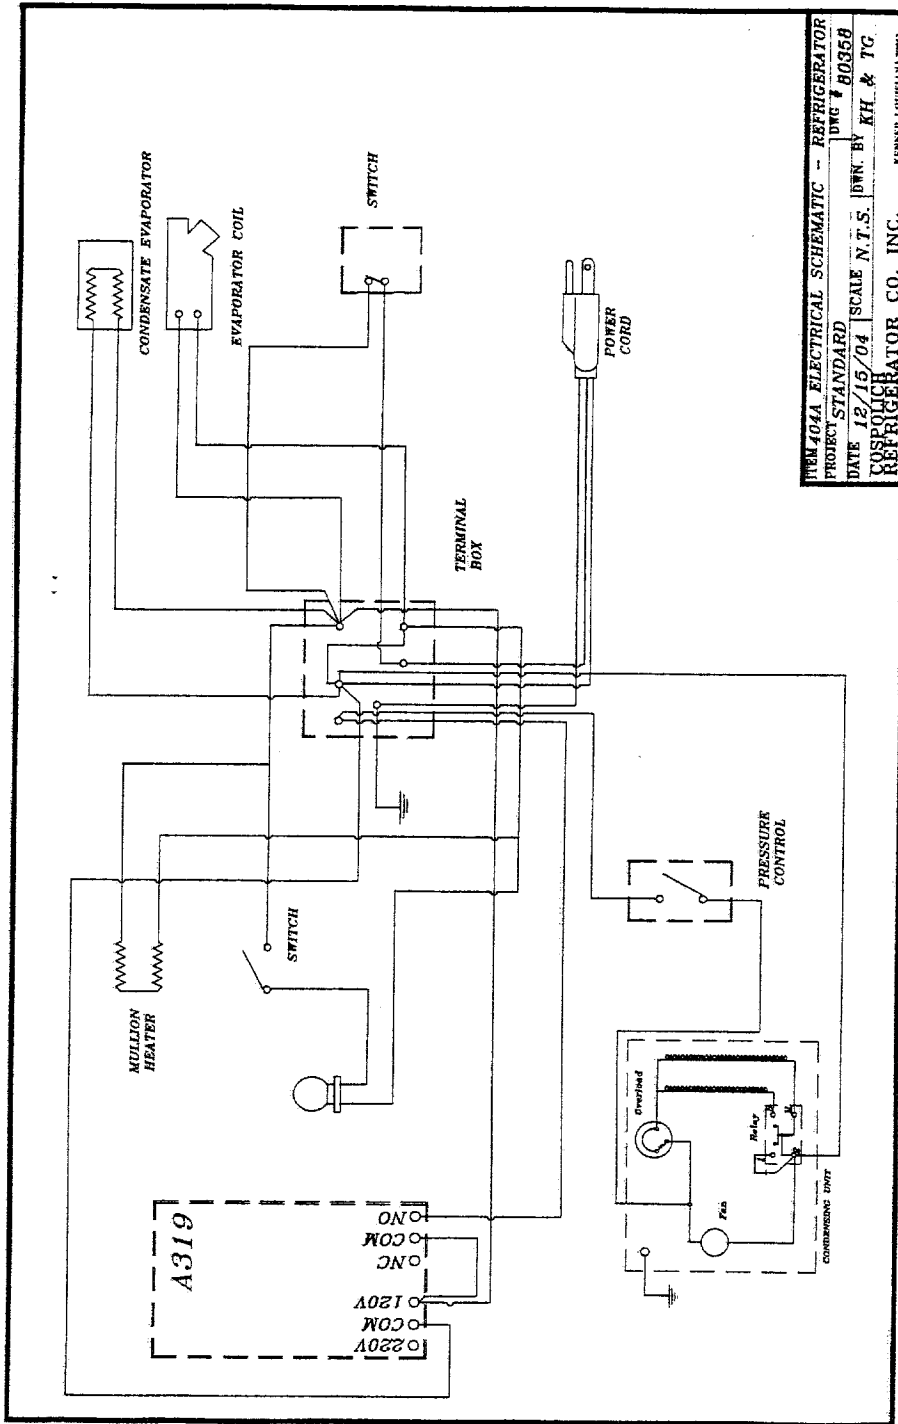 CONDENSATE EVAPORATOR
EVAPORATOR COIL
SWITCH
POWER
CORD
TERMINAL
BOX
PRESSURE
CONTROL
SWITCH
MULLION
HEATER
A319
NO
COM
NC
120V
COM
220V
Overload
Relay
Fan
CONDENSING UNIT
ITEM 404A ELECTRICAL SCHEMATIC - REFRIGERATOR
PROJECT STANDARD DWG # 80358
DATE 12/15/04 SCALE N.T.S. DWN. BY KH & TG
COSPOLICH
REFRIGERATOR CO. INC.